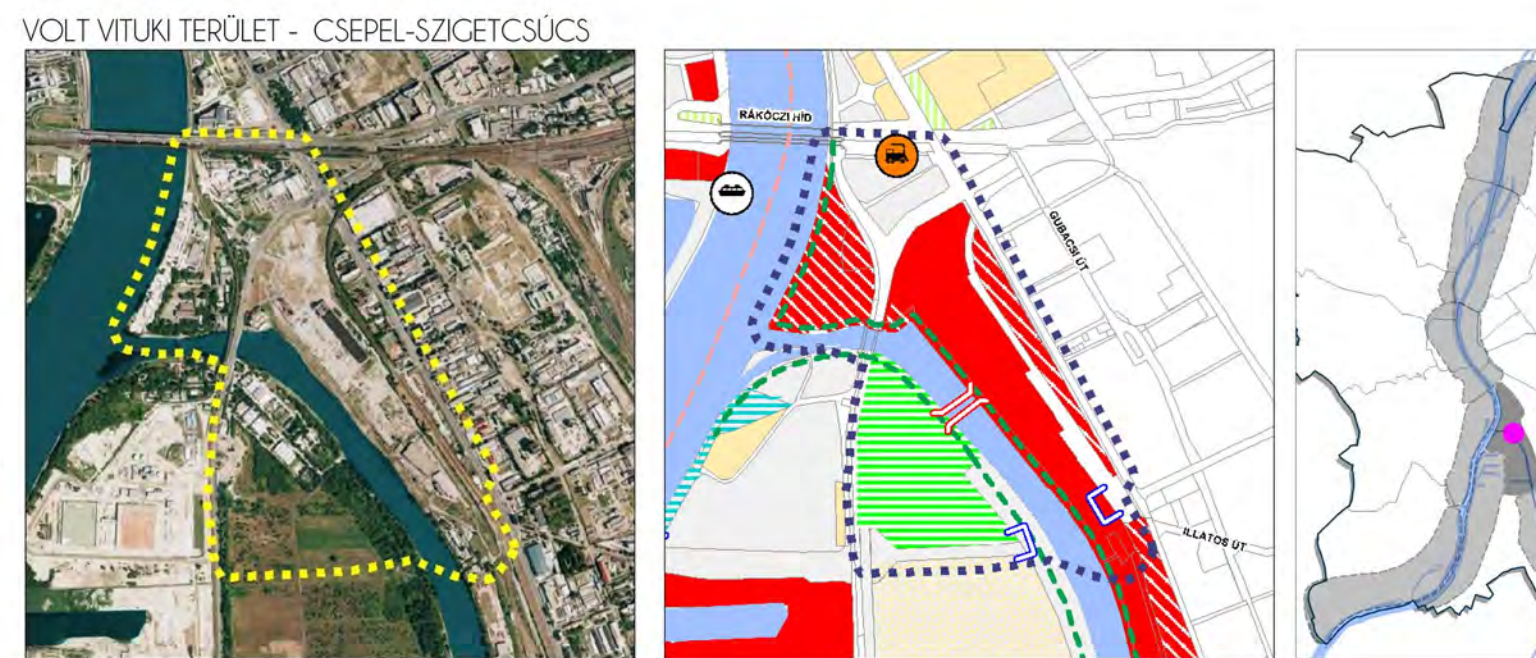 VOLT VITUKI TERÜLET - CSEPEL-SZIGETCSÚCS
RÁKÓCZI HÍD
GUBACSI ÚT
ILLATOS ÚT